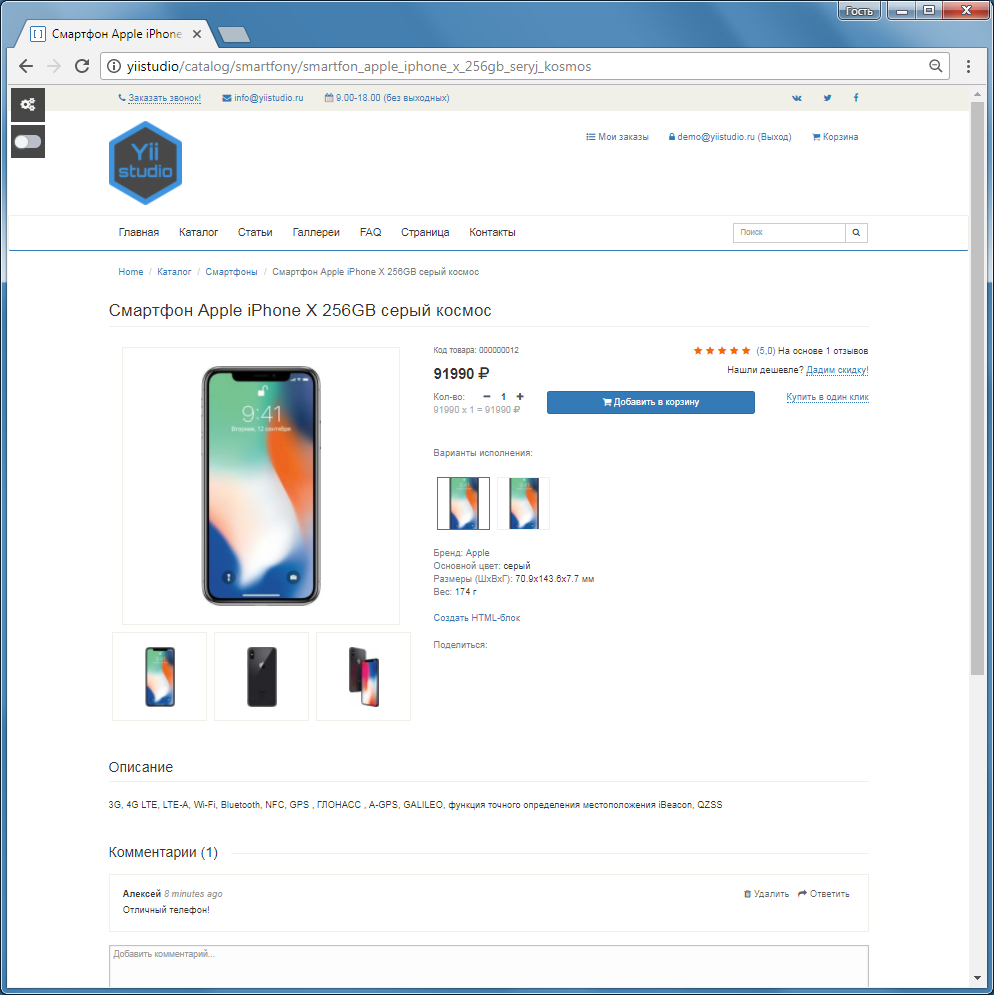 Гость
Смартфон Apple iPhone
yiistudio/catalog/smartfony/smartfon_apple_iphone_x_256gb_seryj_kosmos
Заказать звонок! info@yiistudio.ru 9.00-18.00 (без выходных)
Yii studio
Мои заказы demo@yiistudio.ru (Выход) Корзина
Главная Каталог Статьи Галлереи FAQ Страница Контакты Поиск
Home / Каталог / Смартфоны / Смартфон Apple iPhone X 256GB серый космос
Смартфон Apple iPhone X 256GB серый космос
Код товара: 000000012
(5,0) На основе 1 отзывов
91990 ₽
Нашли дешевле? Дадим скидку!
Кол-во: − 1 +
91990 x 1 = 91990 ₽
Добавить в корзину
Купить в один клик
9:41
Вторник, 12 сентября
Варианты исполнения:
Бренд: Apple
Основной цвет: серый
Размеры (ШxВxГ): 70.9x143.6x7.7 мм
Вес: 174 г
Создать HTML-блок
Поделиться:
Описание
3G, 4G LTE, LTE-A, Wi-Fi, Bluetooth, NFC, GPS , ГЛОНАСС , A-GPS, GALILEO, функция точного определения местоположения iBeacon, QZSS
Комментарии (1)
Алексей 8 minutes ago Удалить Ответить
Отличный телефон!
Добавить комментарий...